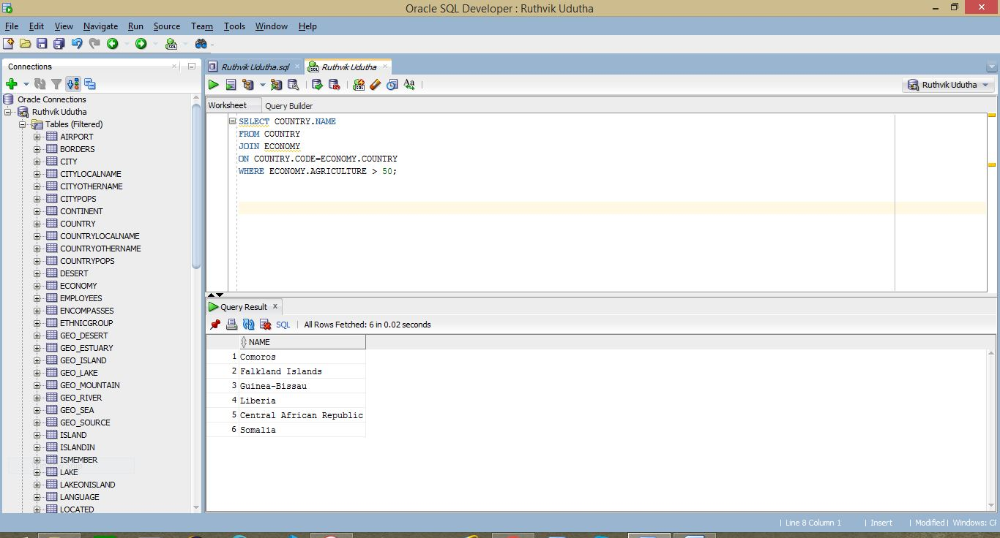 Oracle SQL Developer : Ruthvik Udutha
File Edit View Navigate Run Source Team Tools Window Help
Connections
Oracle Connections
Ruthvik Udutha
Tables (Filtered)
AIRPORT
BORDERS
CITY
CITYLOCALNAME
CITYOTHERNAME
CITYPOPS
CONTINENT
COUNTRY
COUNTRYLOCALNAME
COUNTRYOTHERNAME
COUNTRYPOPS
DESERT
ECONOMY
EMPLOYEES
ENCOMPASSES
ETHNICGROUP
GEO_DESERT
GEO_ESTUARY
GEO_ISLAND
GEO_LAKE
GEO_MOUNTAIN
GEO_RIVER
GEO_SEA
GEO_SOURCE
ISLAND
ISLANDIN
ISMEMBER
LAKE
LAKEONISLAND
LANGUAGE
LOCATED
Ruthvik Udutha.sql Ruthvik Udutha
Ruthvik Udutha
Worksheet Query Builder
SELECT COUNTRY.NAME
FROM COUNTRY
JOIN ECONOMY
ON COUNTRY.CODE=ECONOMY.COUNTRY
WHERE ECONOMY.AGRICULTURE > 50;
Query Result
SQL | All Rows Fetched: 6 in 0.02 seconds
NAME
1 Comoros
2 Falkland Islands
3 Guinea-Bissau
4 Liberia
5 Central African Republic
6 Somalia
| Line 8 Column 1 | Insert | Modified | Windows: CF